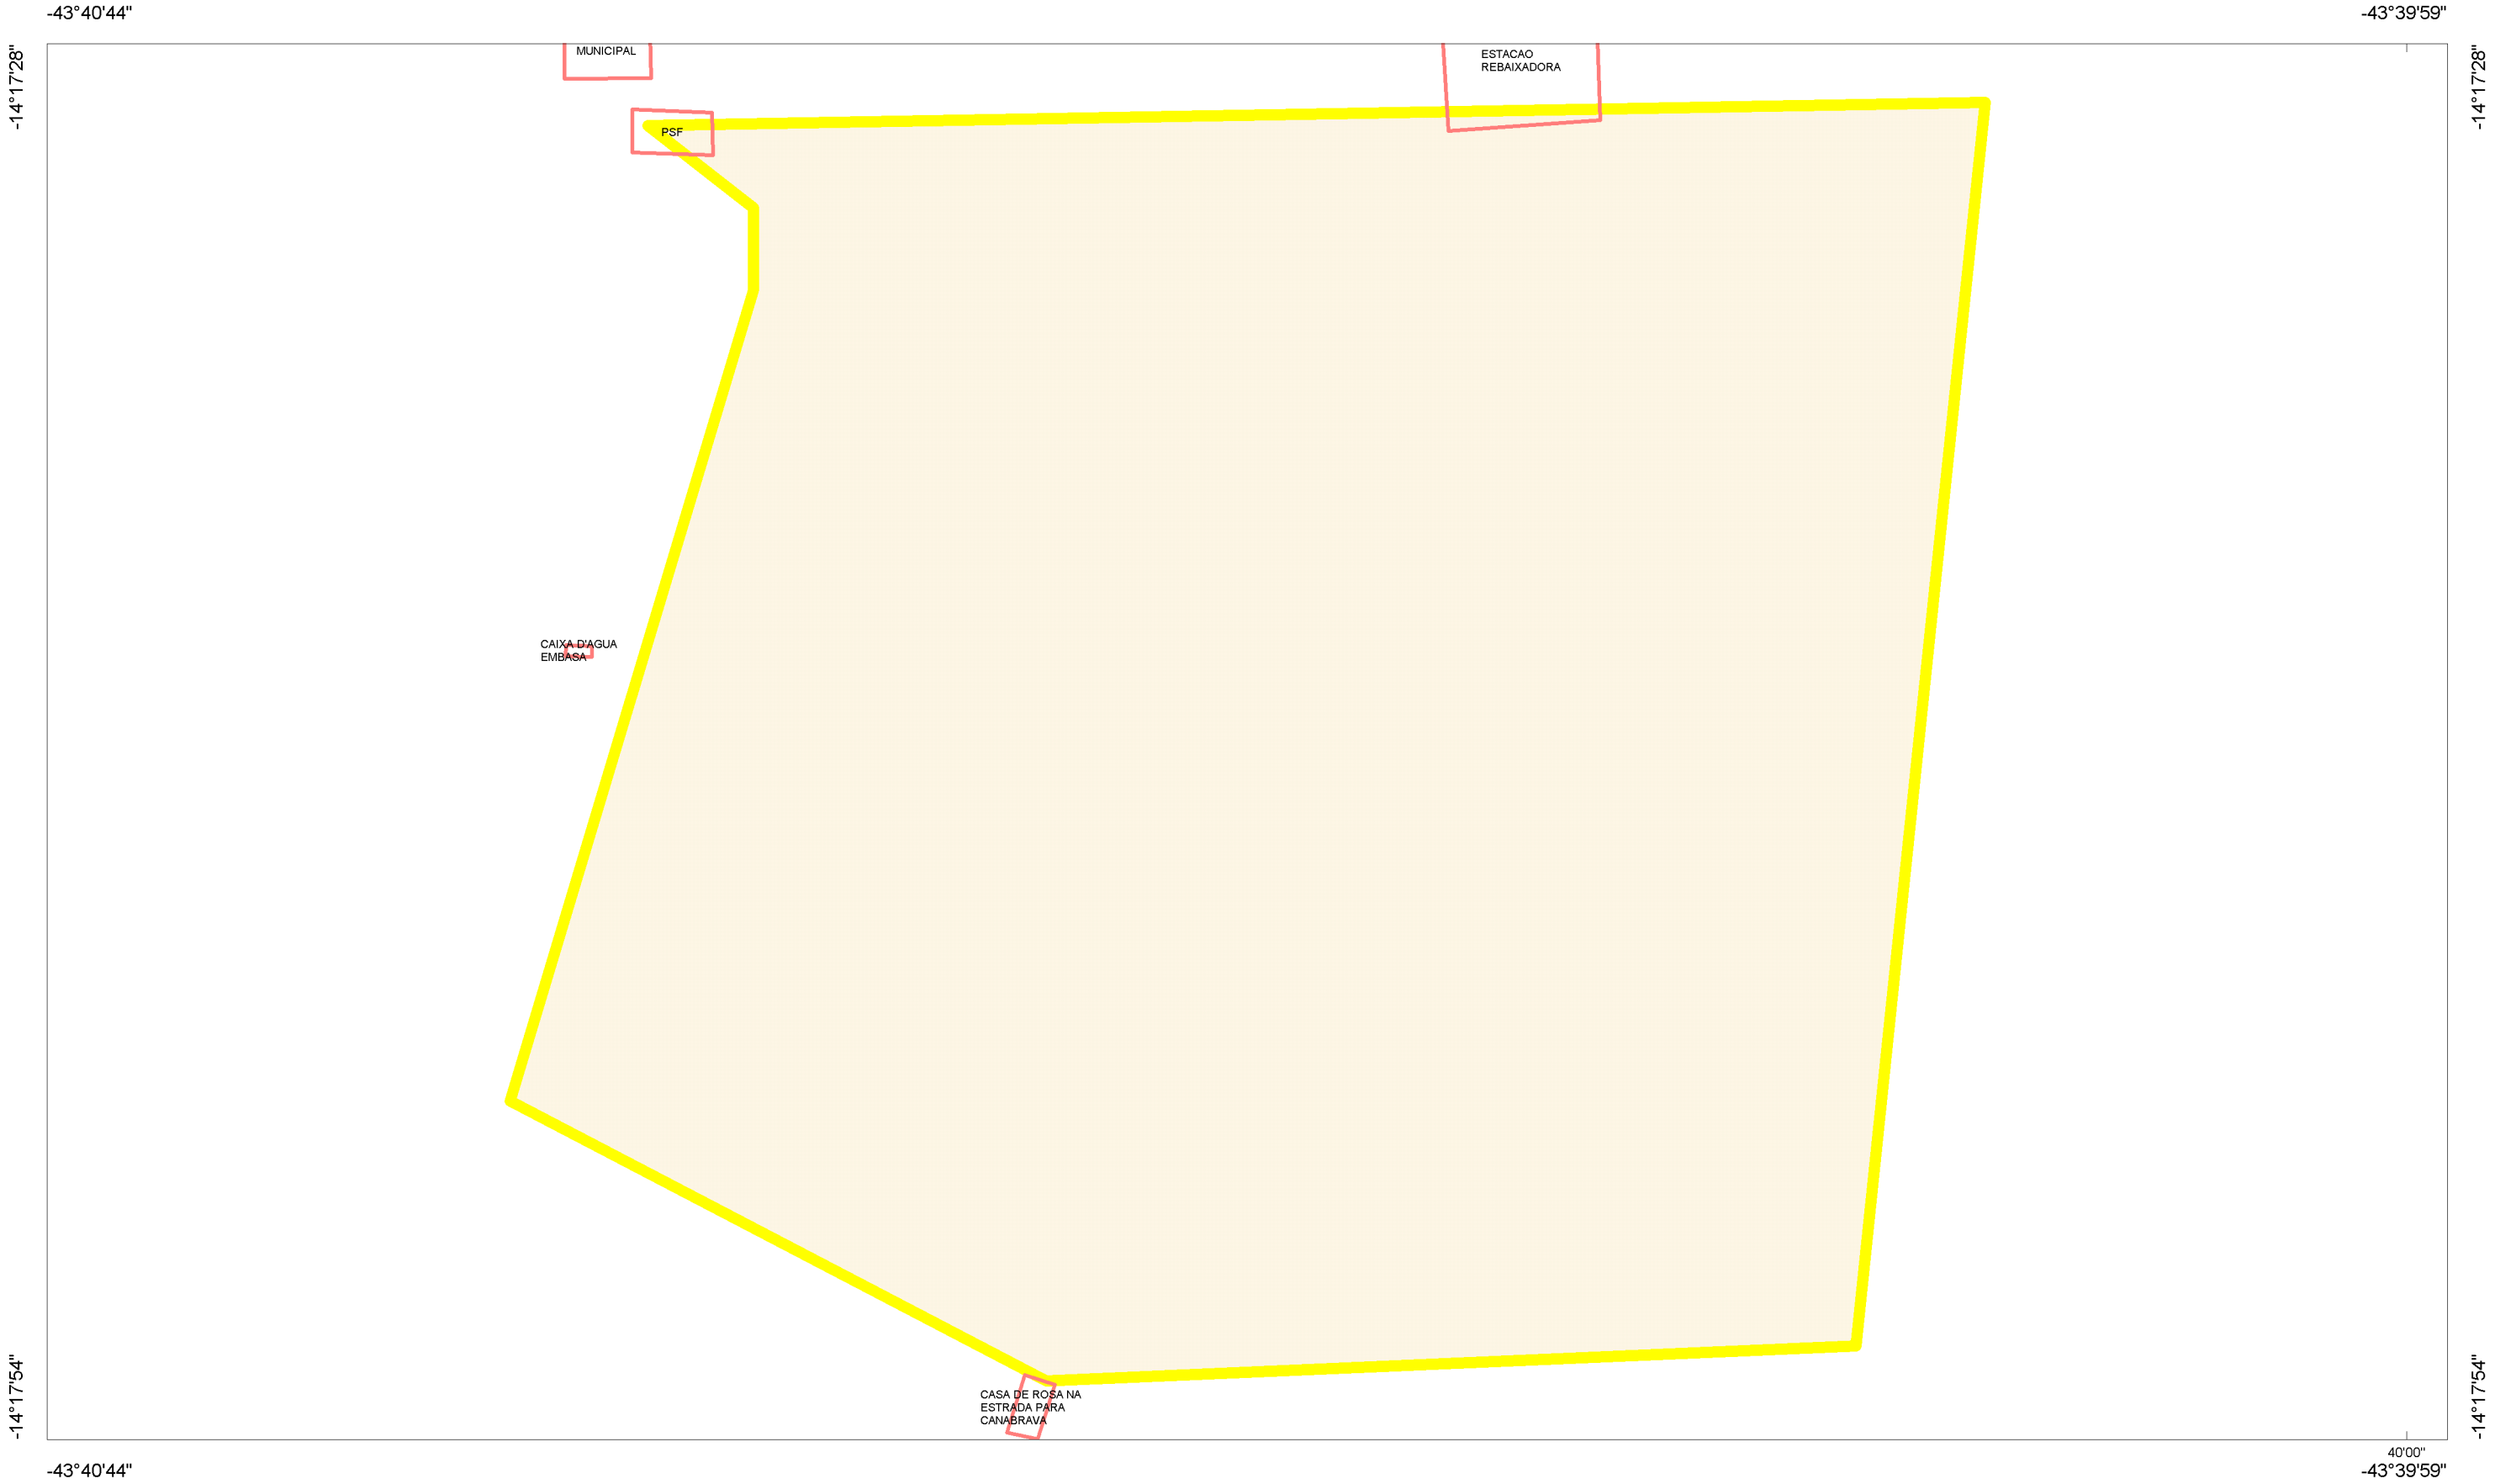 -43°40'44"
-43°39'59"
-14°17'28"
-14°17'28"
MUNICIPAL
ESTACAO
REBAIXADORA
PSF
CAIXA D'AGUA
EMBASA
CASA DE ROSA NA
ESTRADA PARA
CANABRAVA
-14°17'54"
-14°17'54"
40'00"
-43°40'44"
-43°39'59"